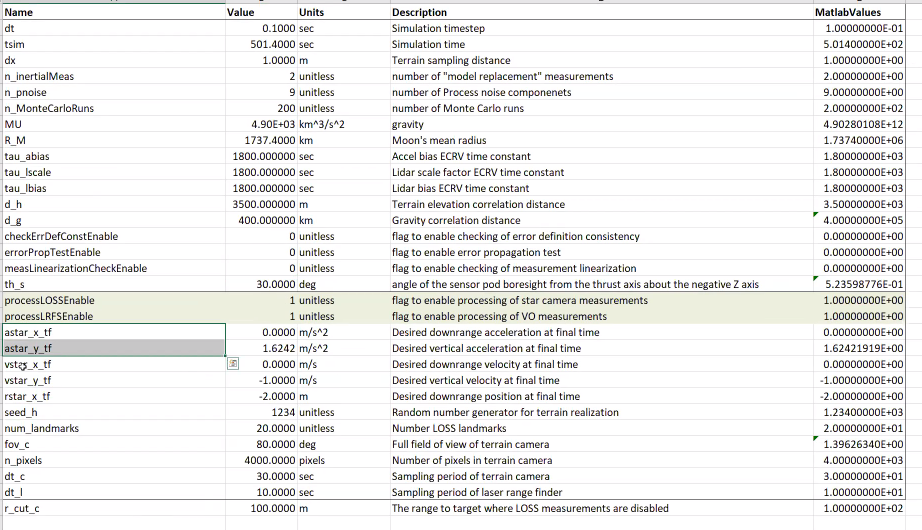 Name Value Units Description MatlabValues
dt 0.1000 sec Simulation timestep 1.00000000E-01
tsim 501.4000 sec Simulation time 5.01400000E+02
dx 1.0000 m Terrain sampling distance 1.00000000E+00
n_inertialMeas 2 unitless number of "model replacement" measurements 2.00000000E+00
n_pnoise 9 unitless number of Process noise componenets 9.00000000E+00
n_MonteCarloRuns 200 unitless number of Monte Carlo runs 2.00000000E+02
MU 4.90E+03 km^3/s^2 gravity 4.90280108E+12
R_M 1737.4000 km Moon's mean radius 1.73740000E+06
tau_abias 1800.000000 sec Accel bias ECRV time constant 1.80000000E+03
tau_lscale 1800.000000 sec Lidar scale factor ECRV time constant 1.80000000E+03
tau_lbias 1800.000000 sec Lidar bias ECRV time constant 1.80000000E+03
d_h 3500.000000 m Terrain elevation correlation distance 3.50000000E+03
d_g 400.000000 km Gravity correlation distance 4.00000000E+05
checkErrDefConstEnable 0 unitless flag to enable checking of error definition consistency 0.00000000E+00
errorPropTestEnable 0 unitless flag to enable error propagation test 0.00000000E+00
measLinearizationCheckEnable 0 unitless flag to enable checking of measurement linearization 0.00000000E+00
th_s 30.0000 deg angle of the sensor pod boresight from the thrust axis about the negative Z axis 5.23598776E-01
processLOSSEnable 1 unitless flag to enable processing of star camera measurements 1.00000000E+00
processLRFSEnable 1 unitless flag to enable processing of VO measurements 1.00000000E+00
astar_x_tf 0.0000 m/s^2 Desired downrange acceleration at final time 0.00000000E+00
astar_y_tf 1.6242 m/s^2 Desired vertical acceleration at final time 1.62421919E+00
vstar_x_tf 0.0000 m/s Desired downrange velocity at final time 0.00000000E+00
vstar_y_tf -1.0000 m/s Desired vertical velocity at final time -1.00000000E+00
rstar_x_tf -2.0000 m Desired downrange position at final time -2.00000000E+00
seed_h 1234 unitless Random number generator for terrain realization 1.23400000E+03
num_landmarks 20.0000 unitless Number LOSS landmarks 2.00000000E+01
fov_c 80.0000 deg Full field of view of terrain camera 1.39626340E+00
n_pixels 4000.0000 pixels Number of pixels in terrain camera 4.00000000E+03
dt_c 30.0000 sec Sampling period of terrain camera 3.00000000E+01
dt_l 10.0000 sec Sampling period of laser range finder 1.00000000E+01
r_cut_c 100.0000 m The range to target where LOSS measurements are disabled 1.00000000E+02